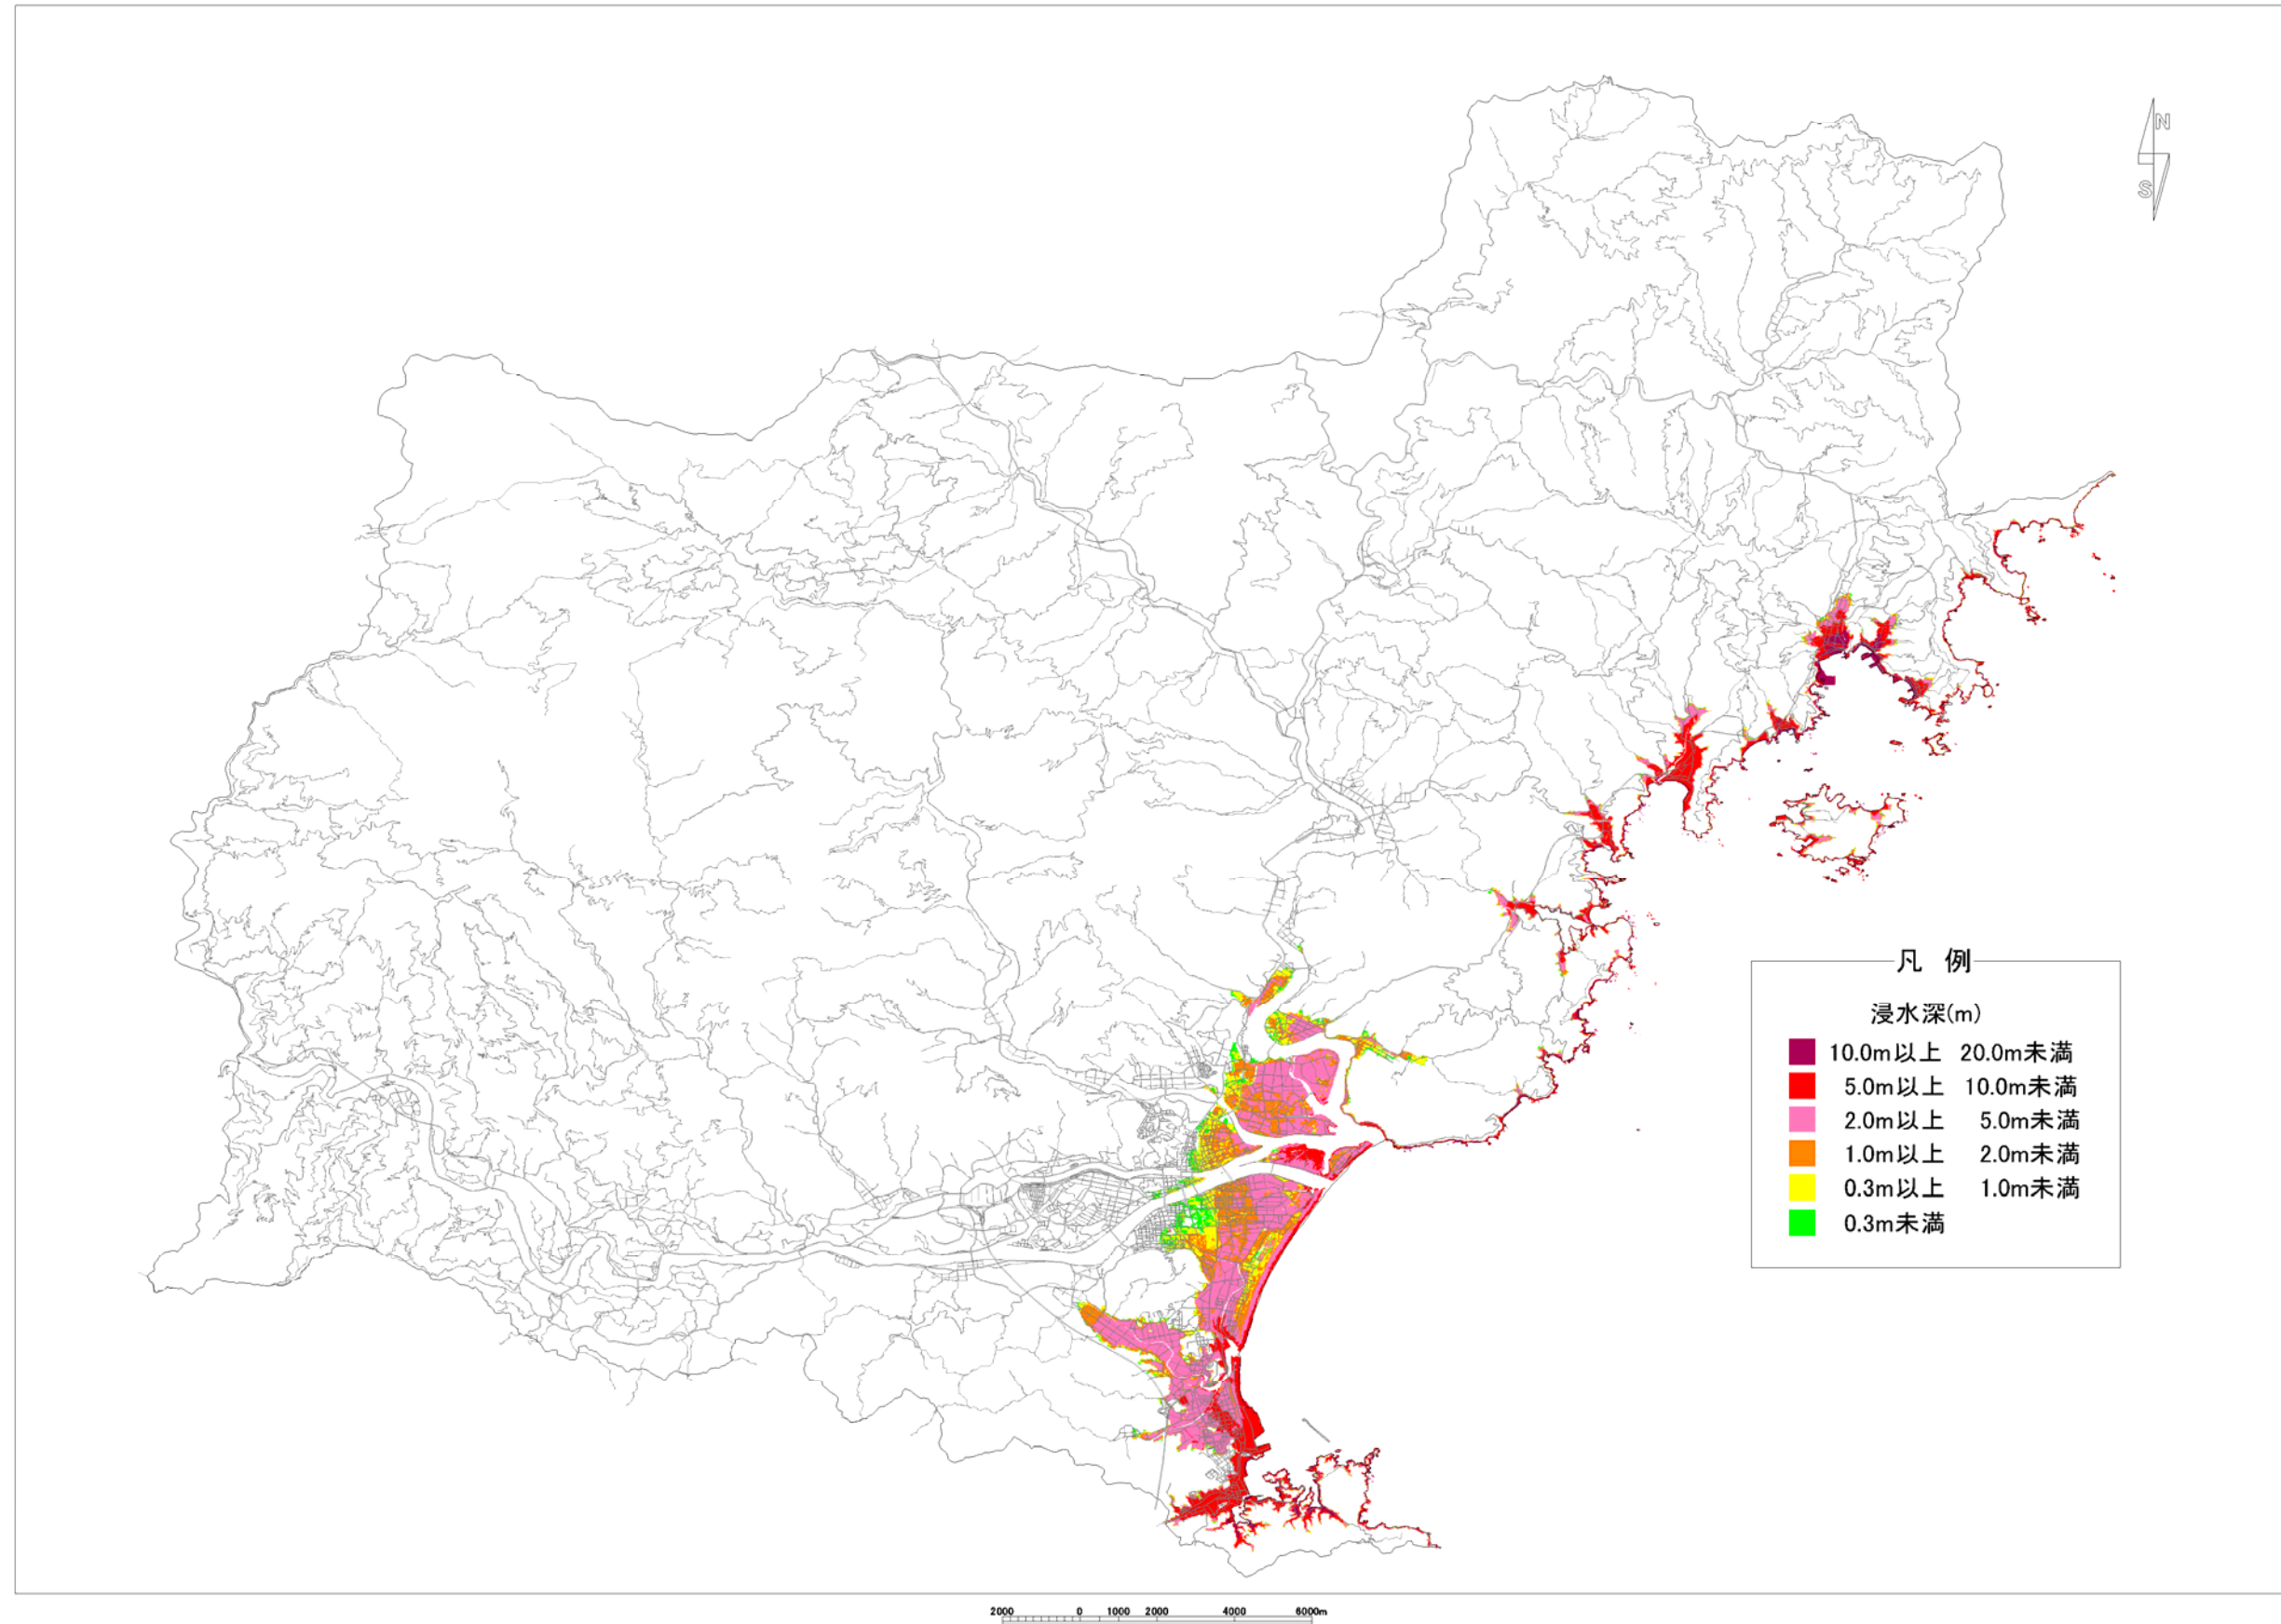 N
S
凡 例
浸水深(m)
10.0m以上 20.0m未満
5.0m以上 10.0m未満
2.0m以上 5.0m未満
1.0m以上 2.0m未満
0.3m以上 1.0m未満
0.3m未満
2000 0 1000 2000 4000 6000m